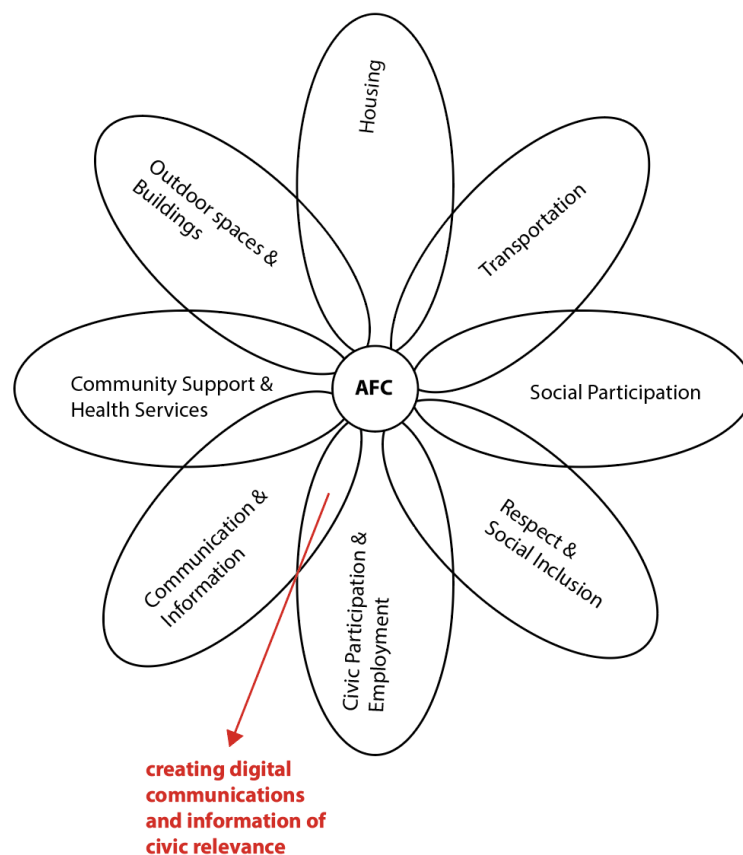 Housing
Transportation
Outdoor spaces &
Buildings
Community Support &
Health Services
AFC
Social Participation
Communication &
Information
Civic Participation &
Employment
Respect &
Social Inclusion
creating digital
communications
and information of
civic relevance